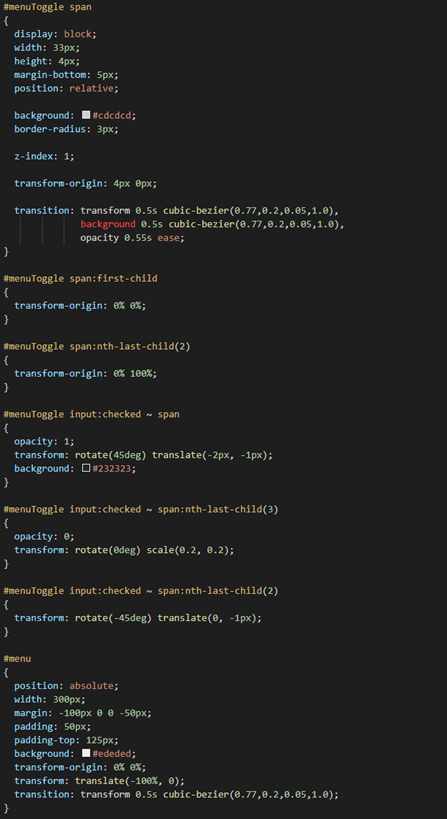 #menuToggle span
{
  display: block;
  width: 33px;
  height: 4px;
  margin-bottom: 5px;
  position: relative;

  background: #cdcdcd;
  border-radius: 3px;

  z-index: 1;

  transform-origin: 4px 0px;

  transition: transform 0.5s cubic-bezier(0.77,0.2,0.05,1.0),
              background 0.5s cubic-bezier(0.77,0.2,0.05,1.0),
              opacity 0.55s ease;
}

#menuToggle span:first-child
{
  transform-origin: 0% 0%;
}

#menuToggle span:nth-last-child(2)
{
  transform-origin: 0% 100%;
}

#menuToggle input:checked ~ span
{
  opacity: 1;
  transform: rotate(45deg) translate(-2px, -1px);
  background: #232323;
}

#menuToggle input:checked ~ span:nth-last-child(3)
{
  opacity: 0;
  transform: rotate(0deg) scale(0.2, 0.2);
}

#menuToggle input:checked ~ span:nth-last-child(2)
{
  transform: rotate(-45deg) translate(0, -1px);
}

#menu
{
  position: absolute;
  width: 300px;
  margin: -100px 0 0 -50px;
  padding: 50px;
  padding-top: 125px;
  background: #ededed;
  transform-origin: 0% 0%;
  transform: translate(-100%, 0);
  transition: transform 0.5s cubic-bezier(0.77,0.2,0.05,1.0);
}